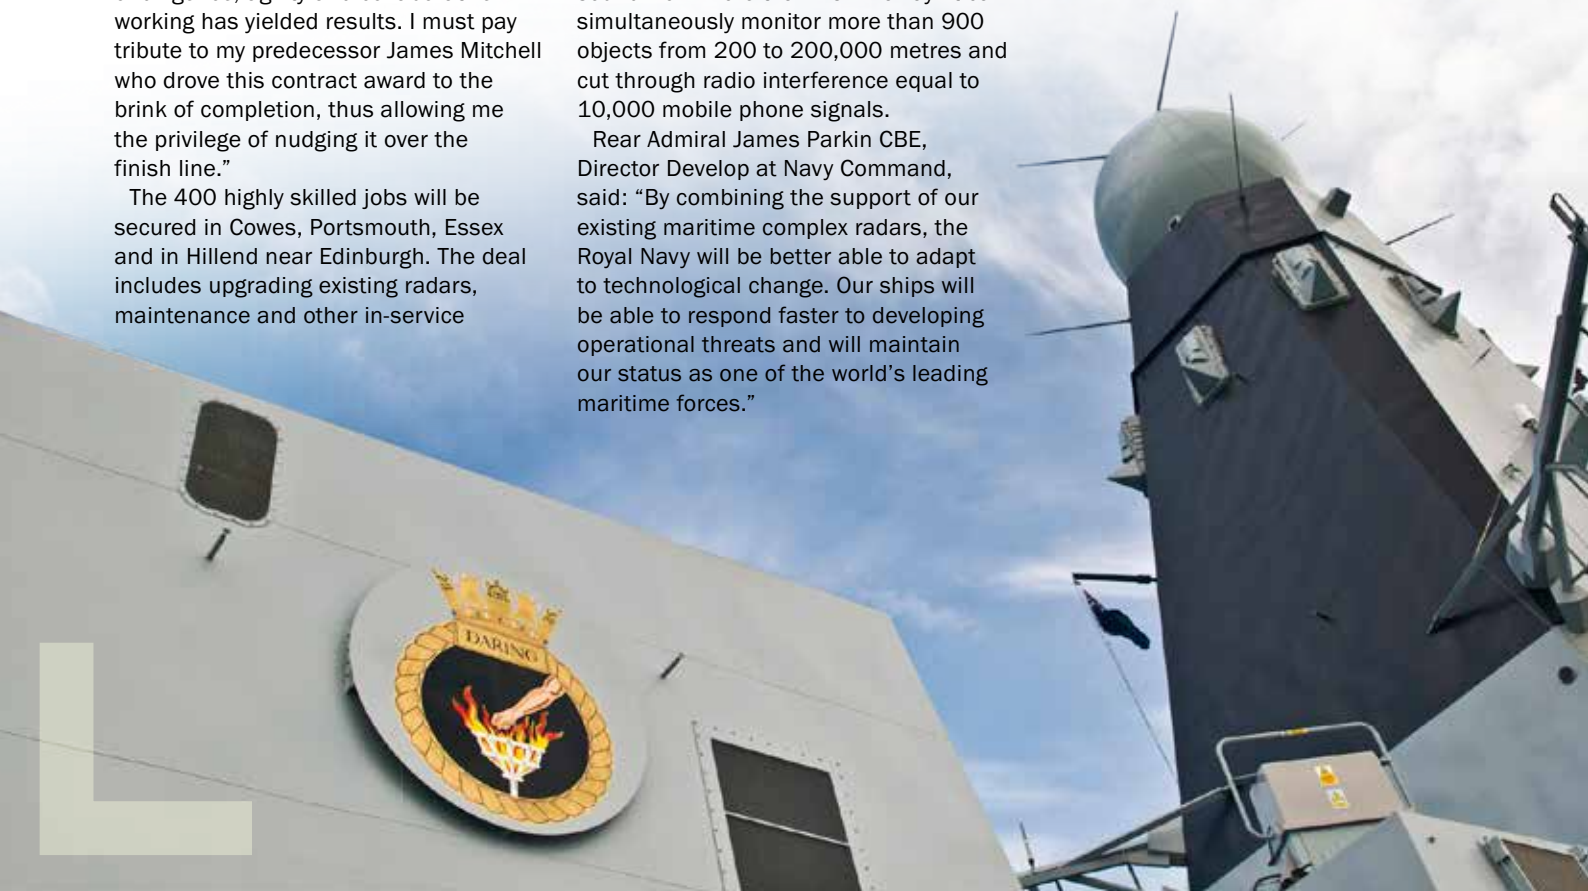 working has yielded results. I must pay
tribute to my predecessor James Mitchell
who drove this contract award to the
brink of completion, thus allowing me
the privilege of nudging it over the
finish line.”
The 400 highly skilled jobs will be
secured in Cowes, Portsmouth, Essex
and in Hillend near Edinburgh. The deal
includes upgrading existing radars,
maintenance and other in-service
simultaneously monitor more than 900
objects from 200 to 200,000 metres and
cut through radio interference equal to
10,000 mobile phone signals.
Rear Admiral James Parkin CBE,
Director Develop at Navy Command,
said: “By combining the support of our
existing maritime complex radars, the
Royal Navy will be better able to adapt
to technological change. Our ships will
be able to respond faster to developing
operational threats and will maintain
our status as one of the world’s leading
maritime forces.”
DARING